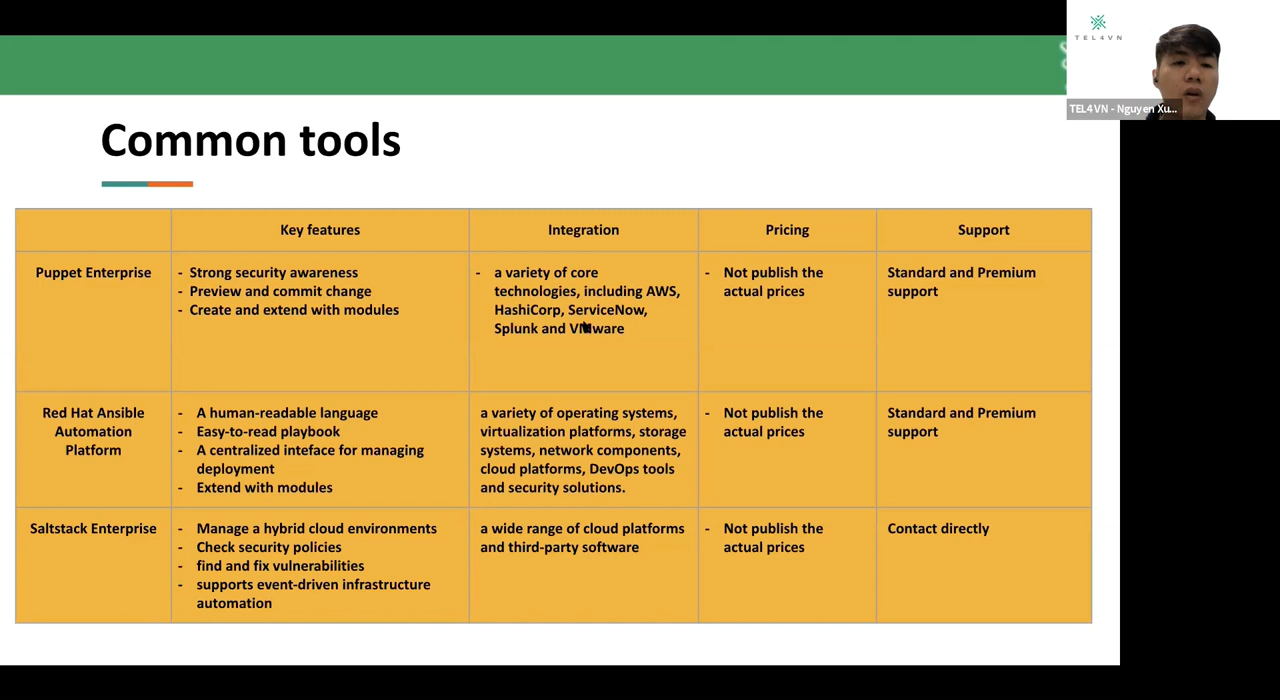 TEL4VN
TEL4VN - Nguyen Xu...
Common tools
Key features
Integration
Pricing
Support
Puppet Enterprise
- Strong security awareness
- Preview and commit change
- Create and extend with modules
- a variety of core
technologies, including AWS,
HashiCorp, ServiceNow,
Splunk and VMware
- Not publish the
actual prices
Standard and Premium
support
Red Hat Ansible
Automation
Platform
- A human-readable language
- Easy-to-read playbook
- A centralized inteface for managing
deployment
- Extend with modules
a variety of operating systems,
virtualization platforms, storage
systems, network components,
cloud platforms, DevOps tools
and security solutions.
- Not publish the
actual prices
Standard and Premium
support
Saltstack Enterprise
- Manage a hybrid cloud environments
- Check security policies
- find and fix vulnerabilities
- supports event-driven infrastructure
automation
a wide range of cloud platforms
and third-party software
- Not publish the
actual prices
Contact directly